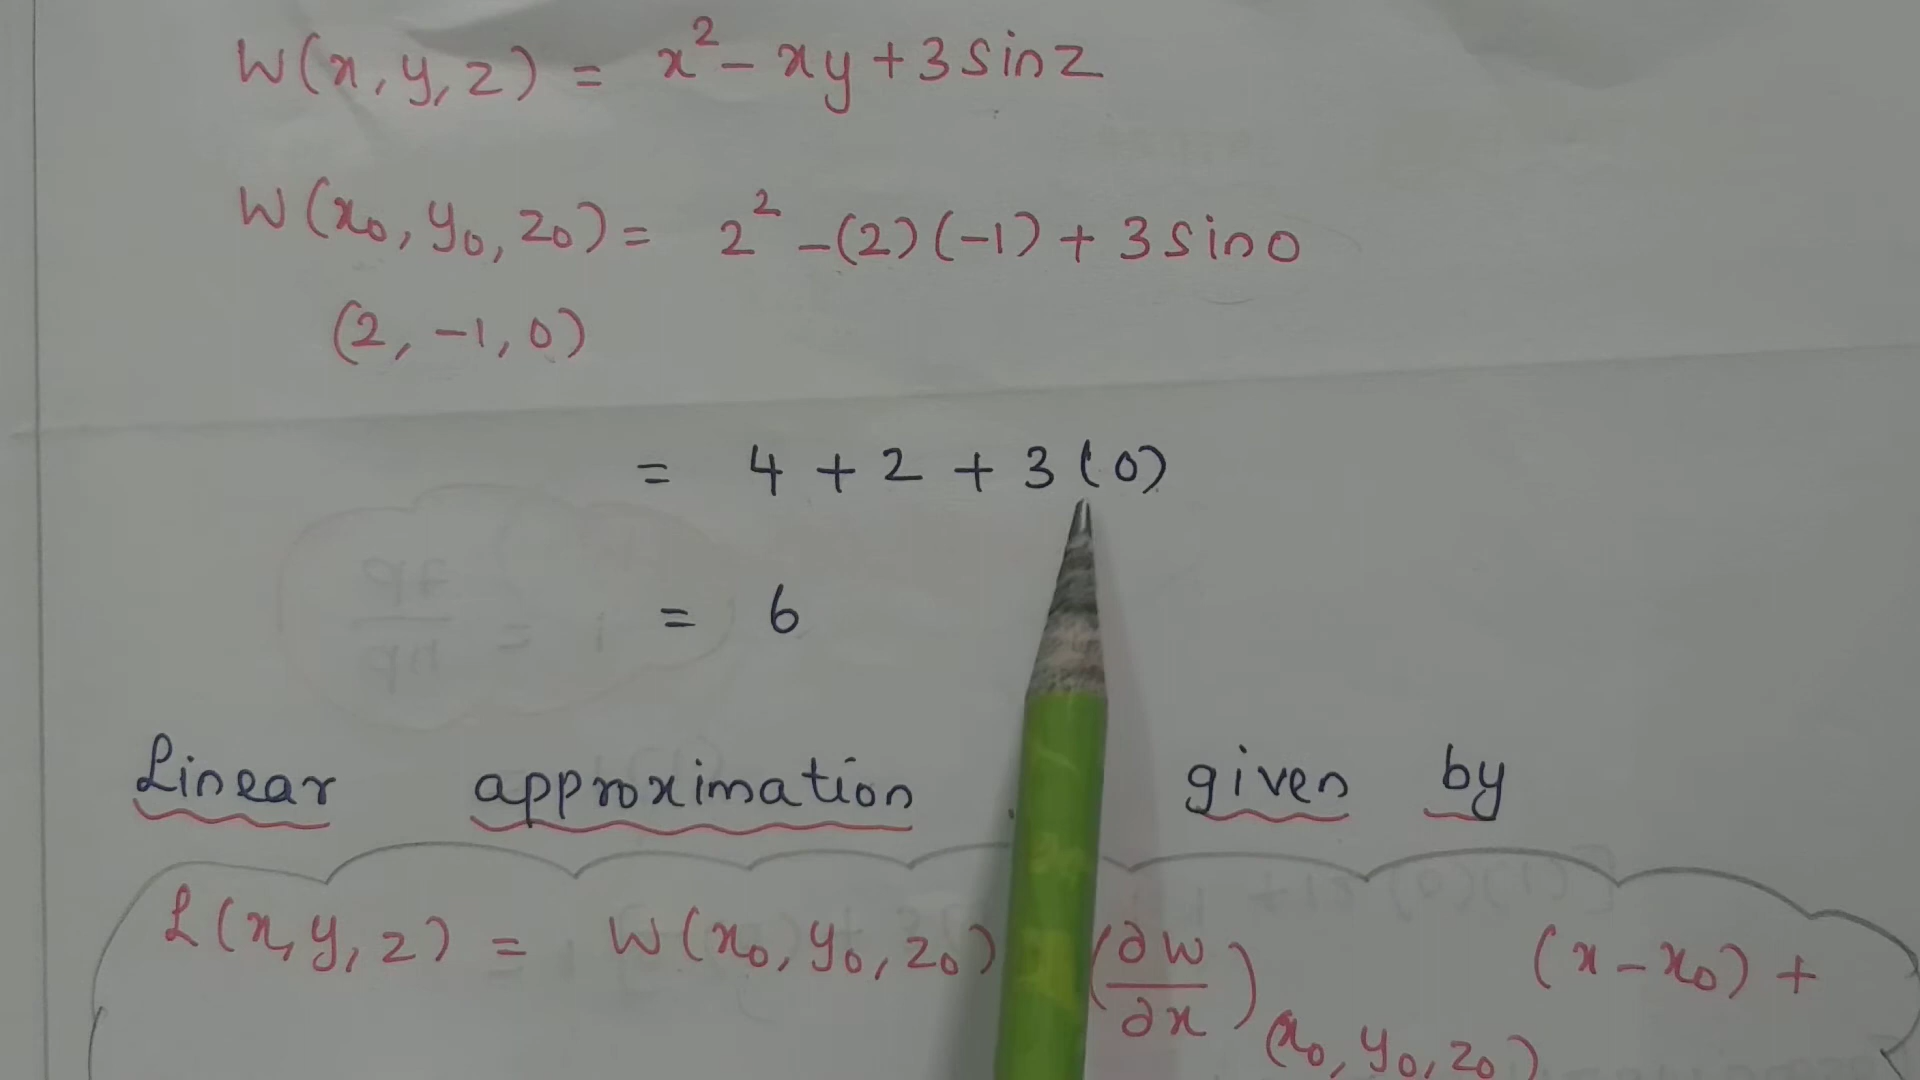 W(x, y, z) = x² - xy + 3 sin z
W(x₀, y₀, z₀) = 2² - (2)(-1) + 3 sin 0
(2, -1, 0)
= 4 + 2 + 3(0)
= 6
Linear approximation given by
L(x, y, z) = W(x₀, y₀, z₀) (∂w/∂x)(x₀, y₀, z₀) (x - x₀) +